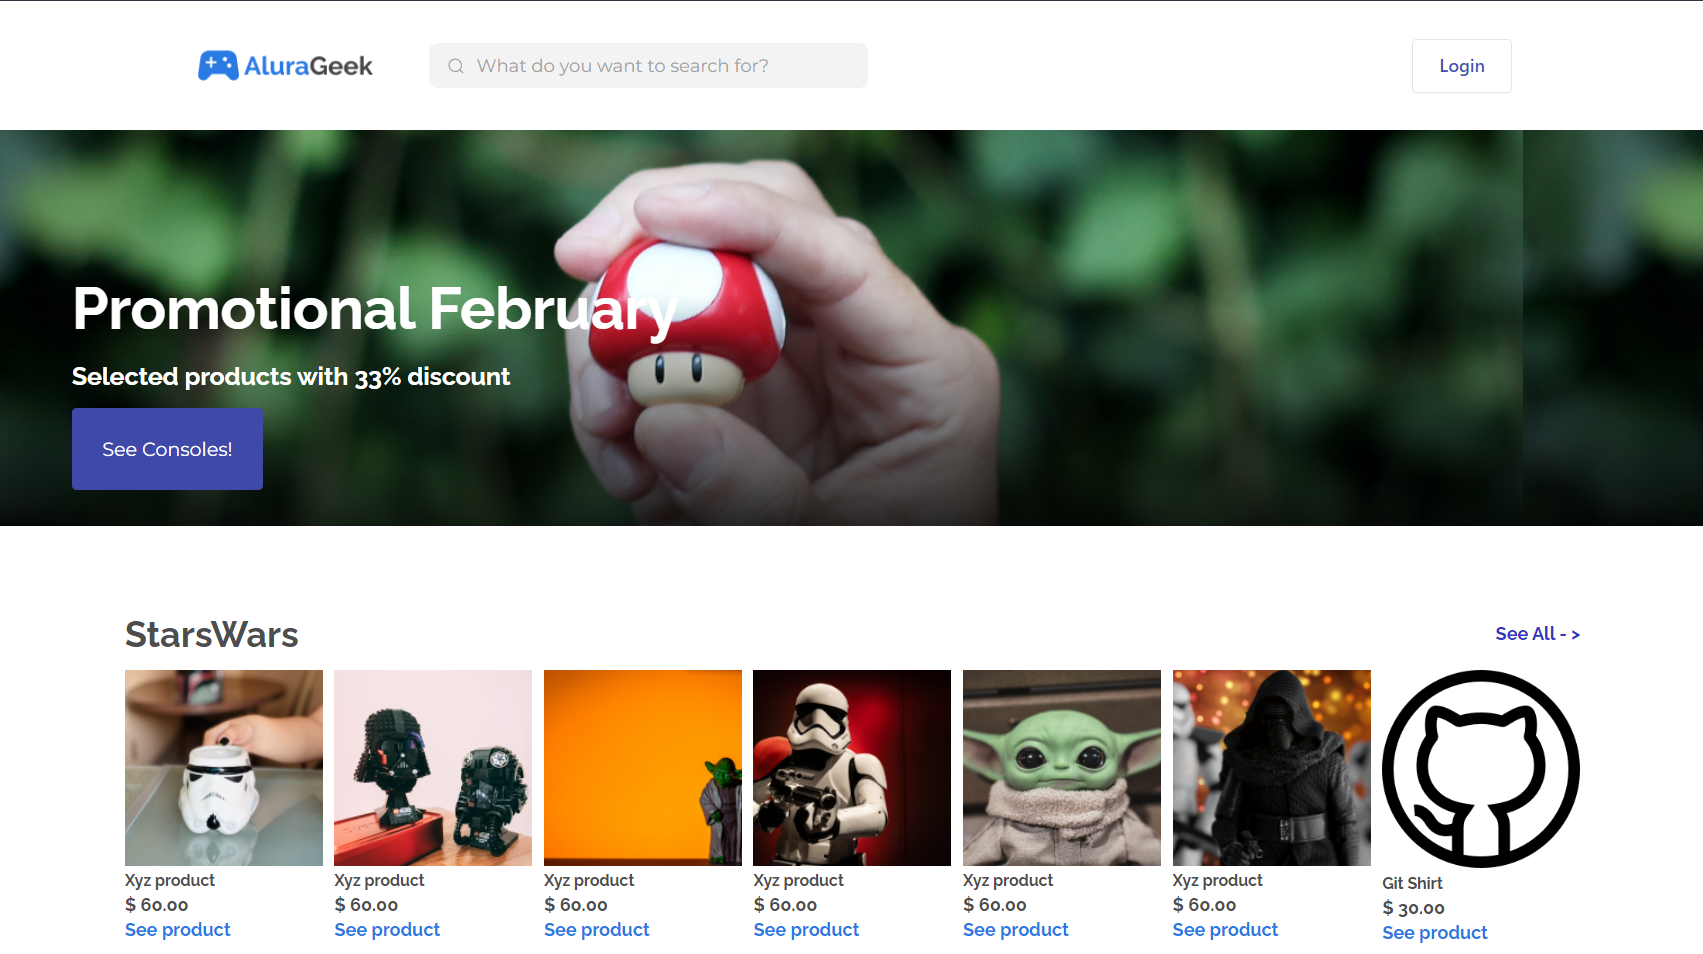 AluraGeek
What do you want to search for?
Login
Promotional February
Selected products with 33% discount
See Consoles!
StarsWars
See All - >
Xyz product
$ 60.00
See product
Xyz product
$ 60.00
See product
Xyz product
$ 60.00
See product
Xyz product
$ 60.00
See product
Xyz product
$ 60.00
See product
Xyz product
$ 60.00
See product
Git Shirt
$ 30.00
See product